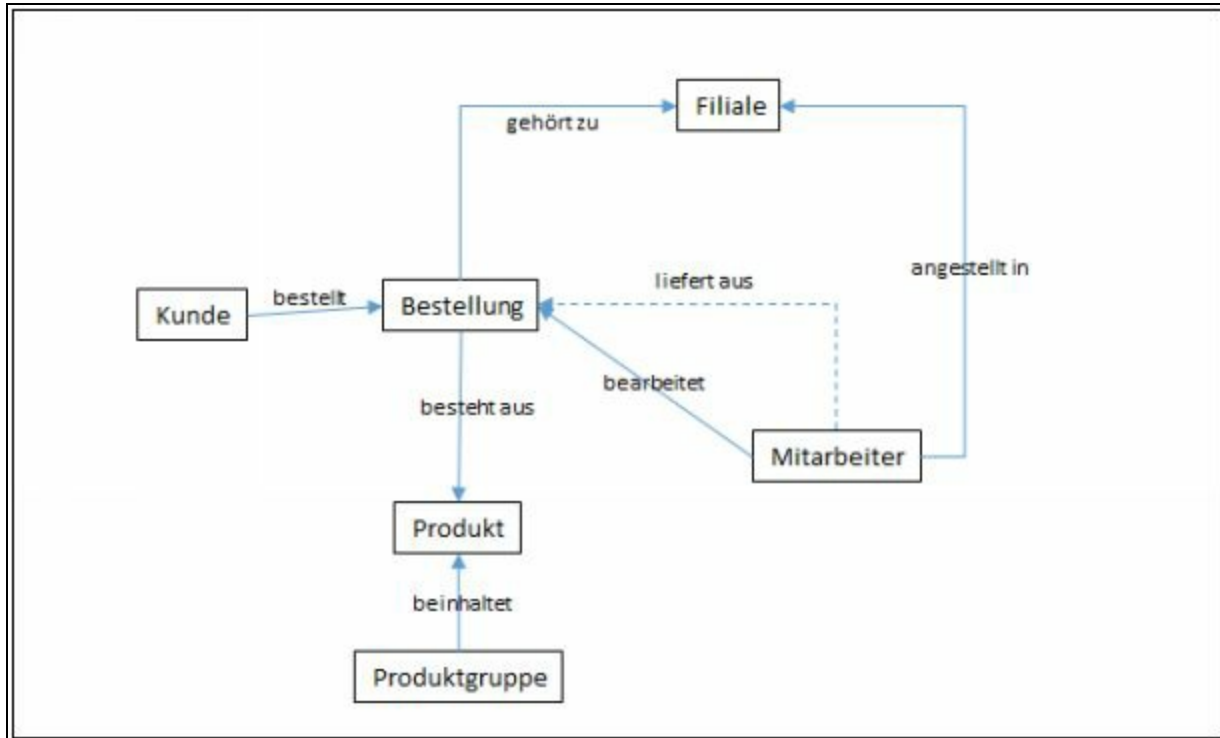 Filiale
gehört zu
angestellt in
liefert aus
bestellt
Bestellung
Kunde
bearbeitet
besteht aus
Mitarbeiter
Produkt
beinhaltet
Produktgruppe